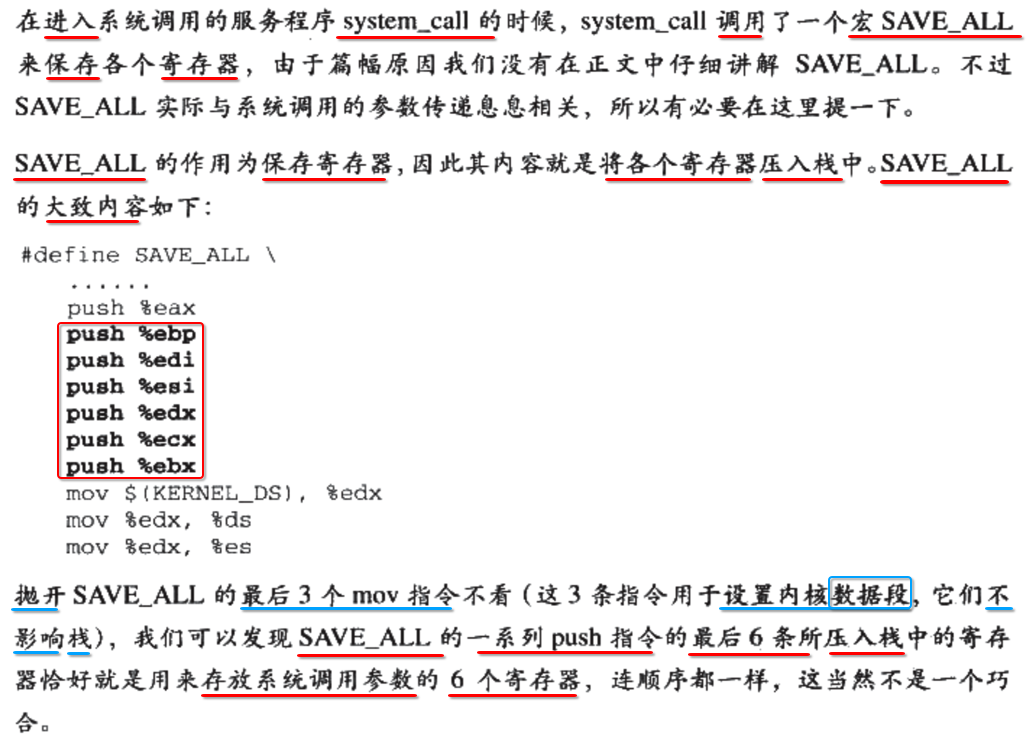 在进入系统调用的服务程序 system_call 的时候，system_call 调用了一个宏 SAVE_ALL
来保存各个寄存器，由于篇幅原因我们没有在正文中仔细讲解 SAVE_ALL。不过
SAVE_ALL 实际与系统调用的参数传递息息相关，所以有必要在这里提一下。
SAVE_ALL 的作用为保存寄存器，因此其内容就是将各个寄存器压入栈中。SAVE_ALL
的大致内容如下：
#define SAVE_ALL \
......
push %eax
push %ebp
push %edi
push %esi
push %edx
push %ecx
push %ebx
mov $(KERNEL_DS), %edx
mov %edx, %ds
mov %edx, %es
抛开 SAVE_ALL 的最后 3 个 mov 指令不看（这 3 条指令用于设置内核数据段，它们不
影响栈），我们可以发现 SAVE_ALL 的一系列 push 指令的最后 6 条所压入栈中的寄存
器恰好就是用来存放系统调用参数的 6 个寄存器，连顺序都一样，这当然不是一个巧
合。